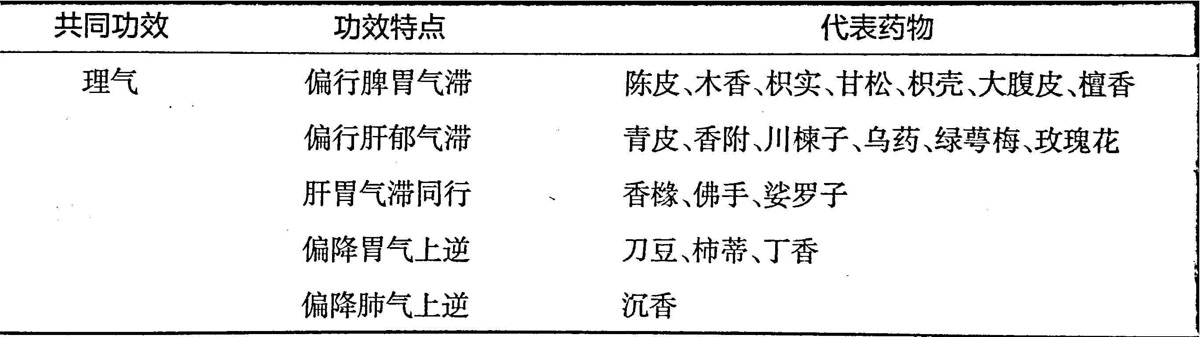 共同功效 功效特点 代表药物
理气 偏行脾胃气滞 陈皮、木香、枳实、甘松、枳壳、大腹皮、檀香
偏行肝郁气滞 青皮、香附、川楝子、乌药、绿萼梅、玫瑰花
肝胃气滞同行 香橼、佛手、娑罗子
偏降胃气上逆 刀豆、柿蒂、丁香
偏降肺气上逆 沉香